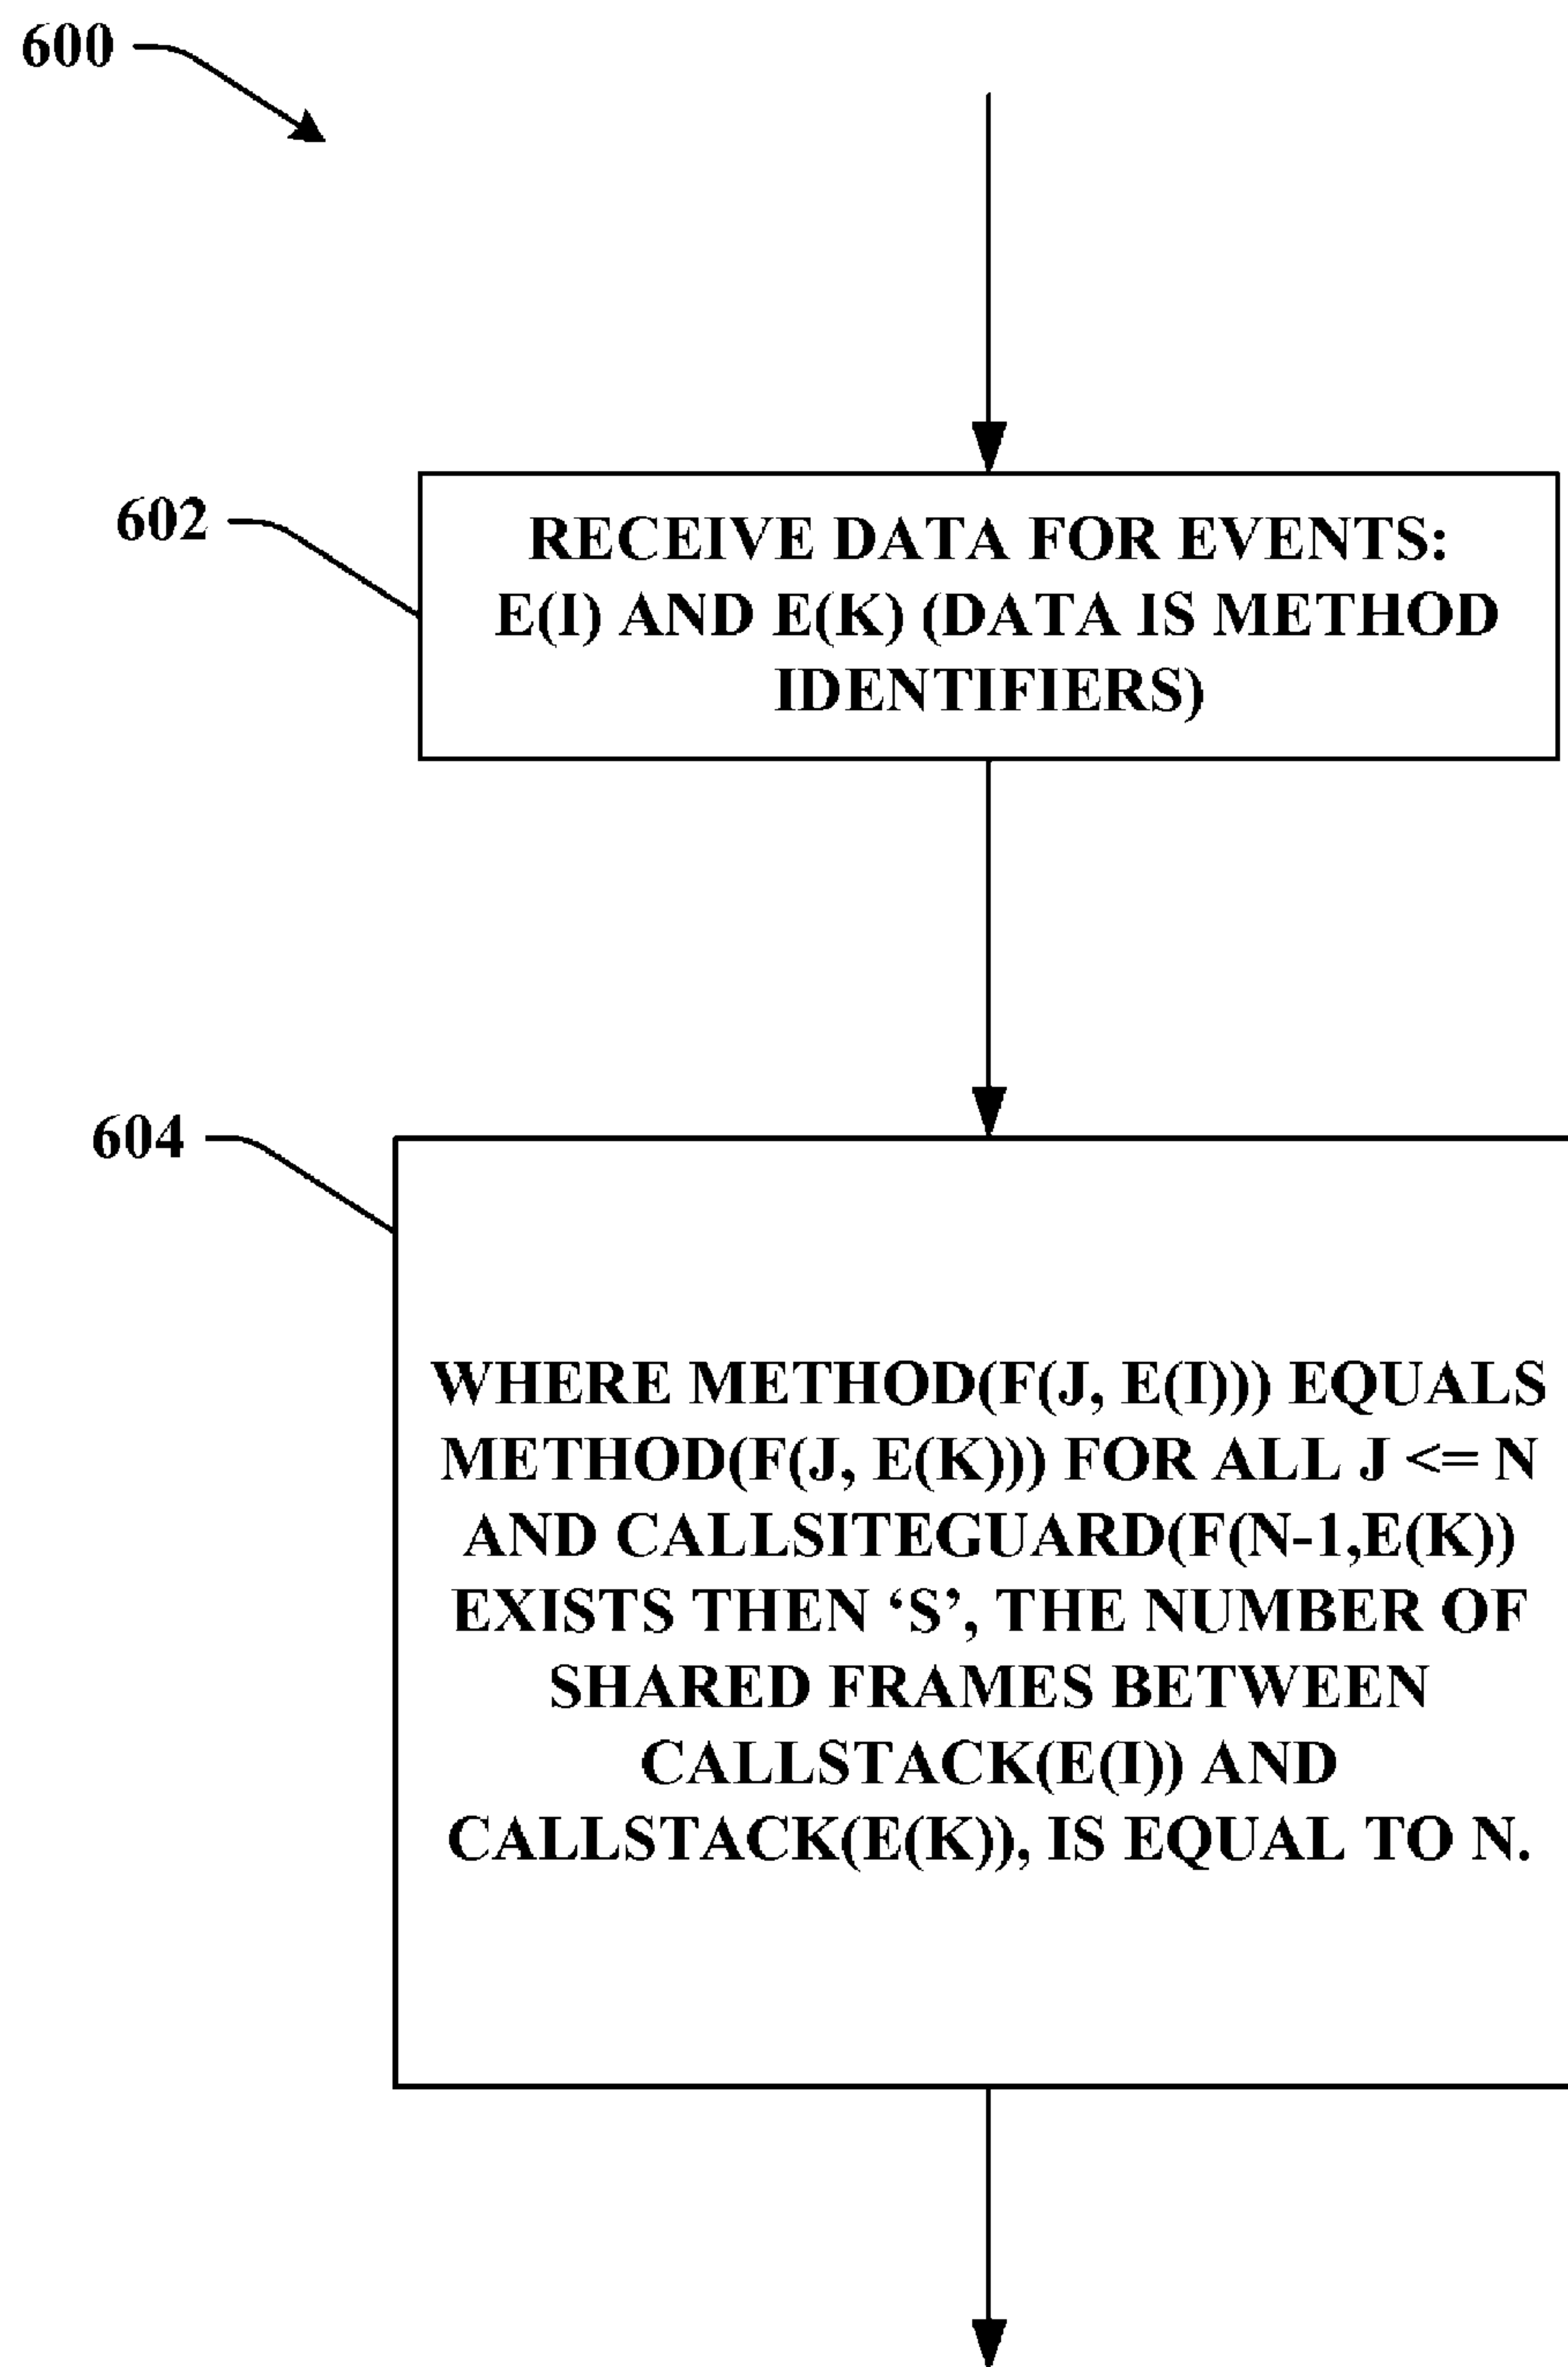 600
602
RECEIVE DATA FOR EVENTS:
E(I) AND E(K) (DATA IS METHOD
IDENTIFIERS)
604
WHERE METHOD(F(J, E(I))) EQUALS
METHOD(F(J, E(K))) FOR ALL J <= N
AND CALLSITEGUARD(F(N-1,E(K))
EXISTS THEN ‘S’, THE NUMBER OF
SHARED FRAMES BETWEEN
CALLSTACK(E(I)) AND
CALLSTACK(E(K)), IS EQUAL TO N.